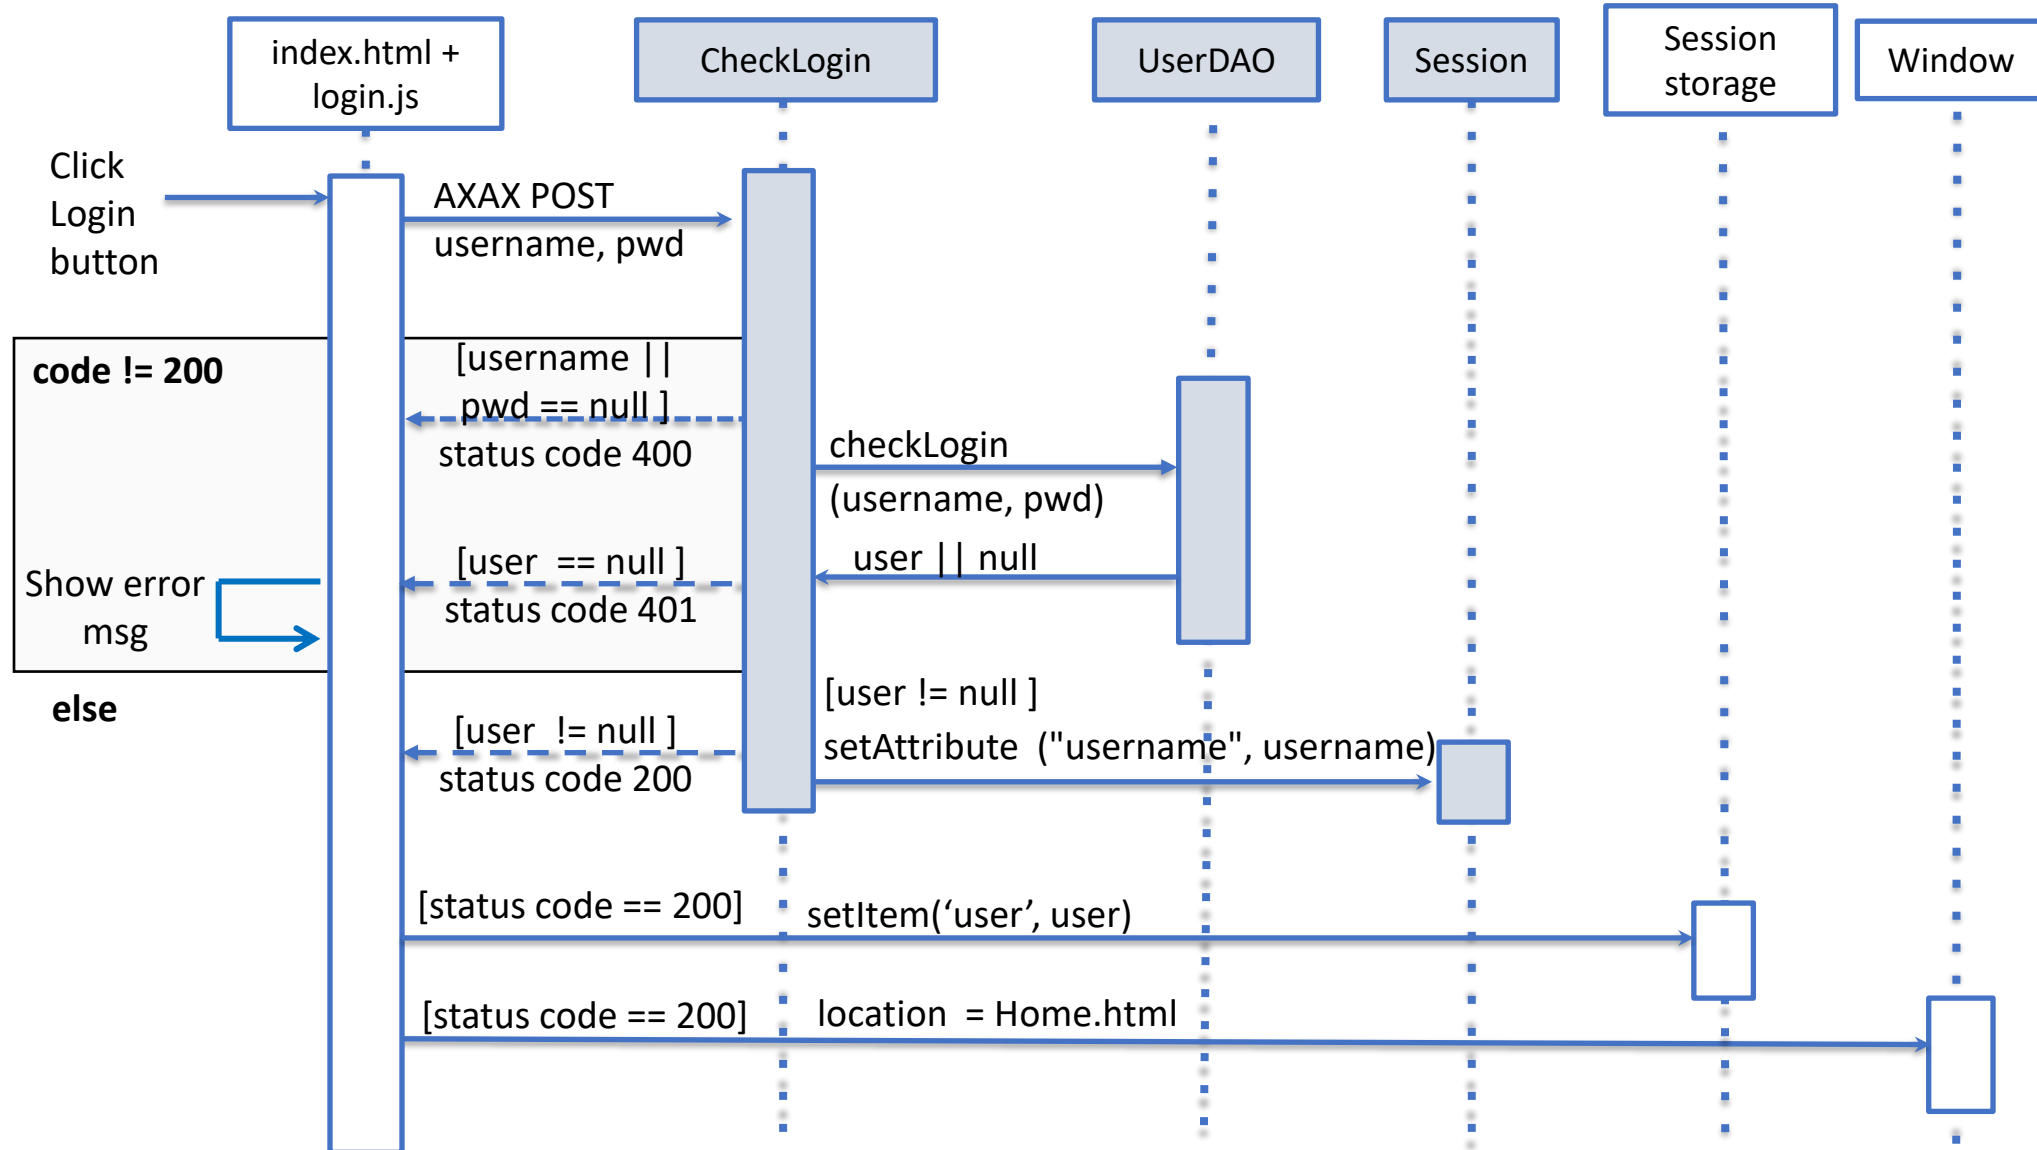 index.html +
login.js
CheckLogin
UserDAO
Session
Session
storage
Window
Click
Login
button
AXAX POST
username, pwd
code != 200
[username ||
pwd == null ]
status code 400
checkLogin
(username, pwd)
user || null
[user  == null ]
status code 401
Show error
msg
else
[user != null ]
setAttribute  ("username", username)
[user  != null ]
status code 200
[status code == 200]
setItem(‘user’, user)
[status code == 200]
location  = Home.html